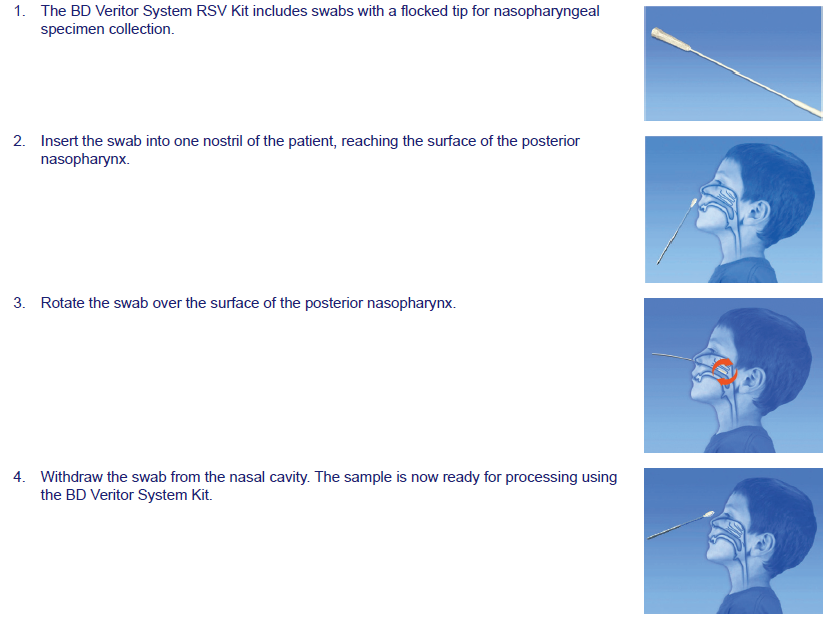 1. The BD Veritor System RSV Kit includes swabs with a flocked tip for nasopharyngeal
specimen collection.
2. Insert the swab into one nostril of the patient, reaching the surface of the posterior
nasopharynx.
3. Rotate the swab over the surface of the posterior nasopharynx.
4. Withdraw the swab from the nasal cavity. The sample is now ready for processing using
the BD Veritor System Kit.